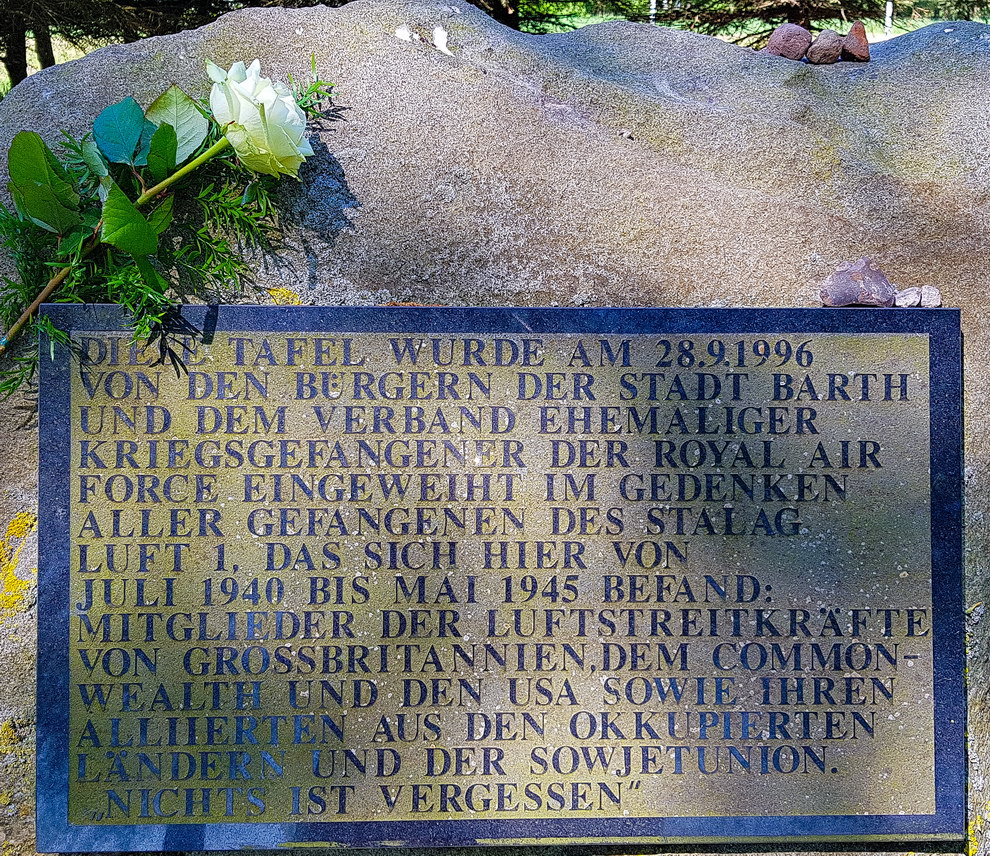 DIESE TAFEL WURDE AM 28.9.1996
VON DEN BÜRGERN DER STADT BARTH
UND DEM VERBAND EHEMALIGER
KRIEGSGEFANGENER DER ROYAL AIR
FORCE EINGEWEIHT IM GEDENKEN
ALLER GEFANGENEN DES STALAG
LUFT 1, DAS SICH HIER VON
JULI 1940 BIS MAI 1945 BEFAND:
MITGLIEDER DER LUFTSTREITKRÄFTE
VON GROSSBRITANNIEN,DEM COMMON-
WEALTH UND DEN USA SOWIE IHREN
ALLIIERTEN AUS DEN OKKUPIERTEN
LÄNDERN UND DER SOWJETUNION.
„NICHTS IST VERGESSEN“